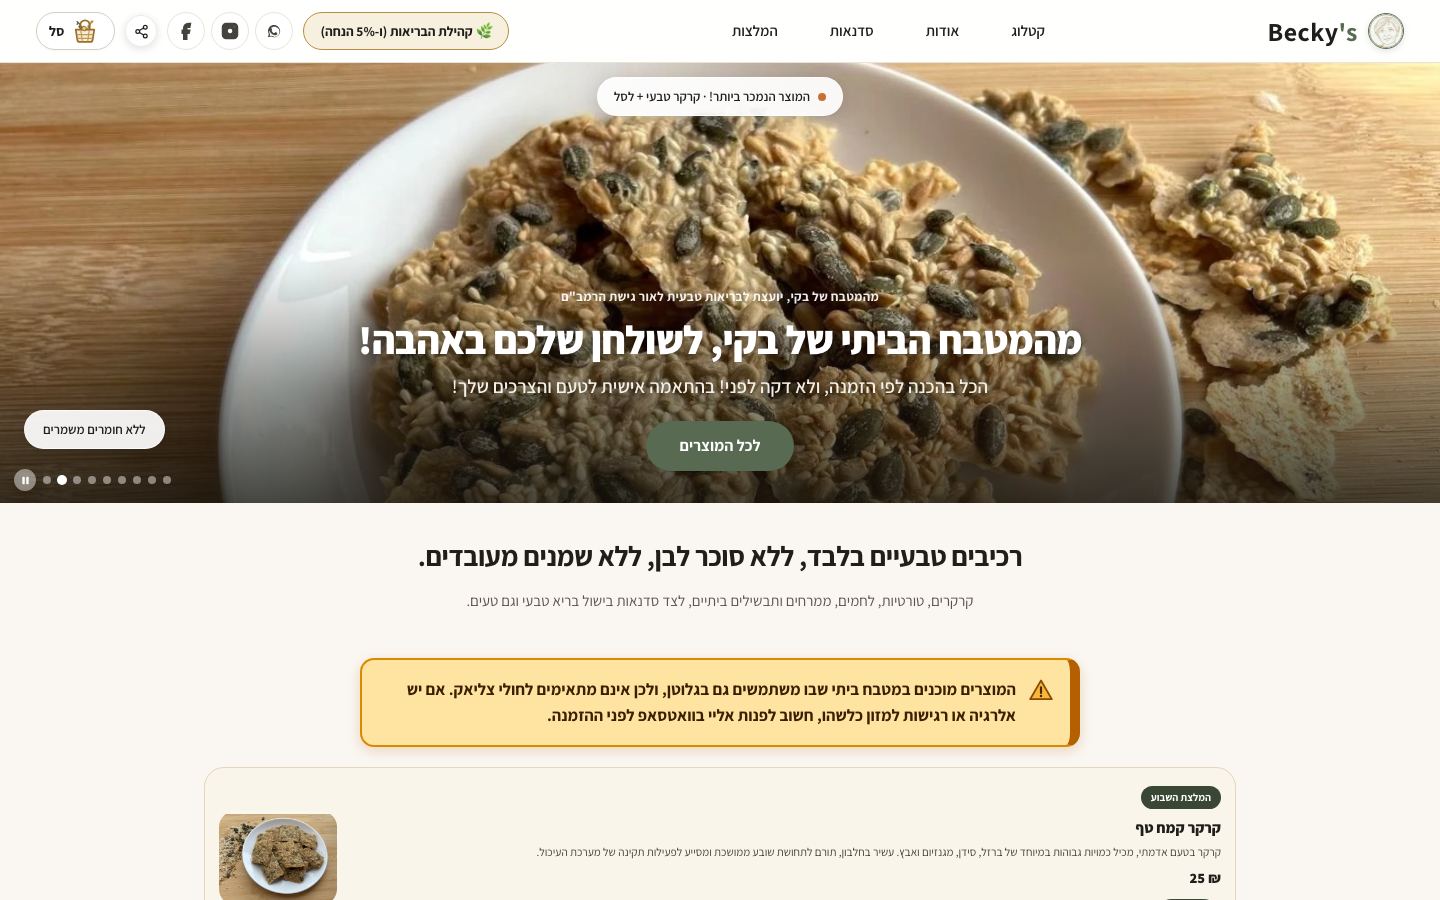 Becky's
קטלוג
אודות
סדנאות
המלצות
🌿 קהילת הבריאות (ו-5% הנחה)
סל
המוצר הנמכר ביותר! · קרקר טבעי + לסל
מהמטבח של בקי, יועצת לבריאות טבעית לאור גישת הרמב"ם
מהמטבח הביתי של בקי, לשולחן שלכם באהבה!
הכל בהכנה לפי הזמנה, ולא דקה לפני! בהתאמה אישית לטעם והצרכים שלך!
לכל המוצרים
ללא חומרים משמרים
רכיבים טבעיים בלבד, ללא סוכר לבן, ללא שמנים מעובדים.
קרקרים, טורטיות, לחמים, ממרחים ותבשילים ביתיים, לצד סדנאות בישול בריא טבעי וגם טעים.
המוצרים מוכנים במטבח ביתי שבו משתמשים גם בגלוטן, ולכן אינם מתאימים לחולי צליאק. אם יש
אלרגיה או רגישות למזון כלשהו, חשוב לפנות אליי בוואטסאפ לפני ההזמנה.
המלצת השבוע
קרקר קמח טף
קרקר בטעם אדמתי, מכיל כמויות גבוהות במיוחד של ברזל, סידן, מגנזיום ואבץ. עשיר בחלבון, תורם לתחושת שובע ממושכת ומסייע לפעילות תקינה של מערכת העיכול.
25 ₪